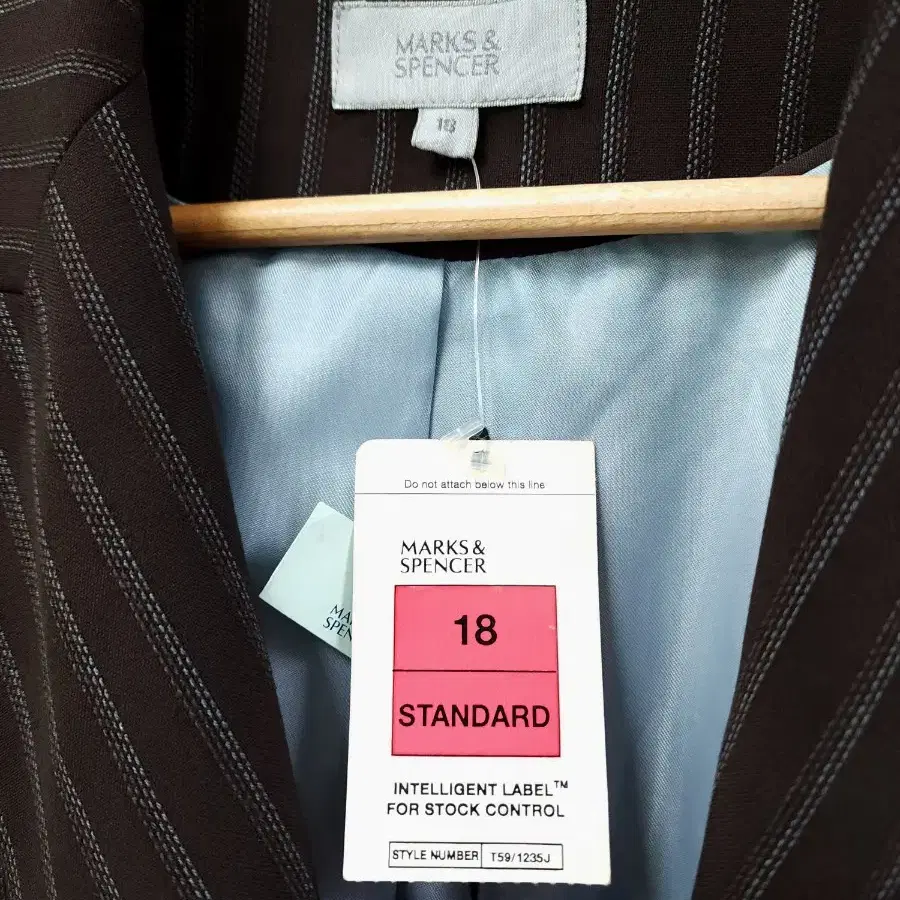 MARKS &
SPENCER
18
Do not attach below this line
MARKS &
SPENCER
18
STANDARD
INTELLIGENT LABEL™
FOR STOCK CONTROL
STYLE NUMBER T59/1235J